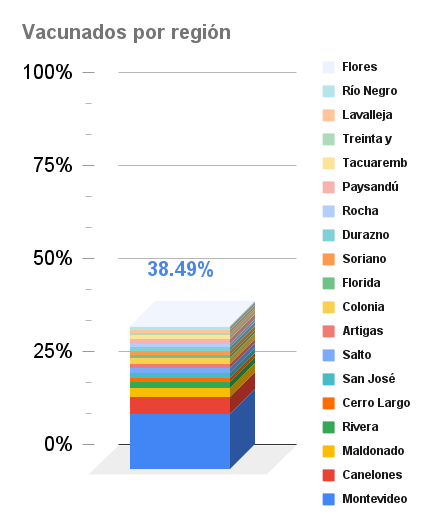 Vacunados por región
100%
75%
50%
25%
0%
38.49%
Flores
Río Negro
Lavalleja
Treinta y
Tacuaremb
Paysandú
Rocha
Durazno
Soriano
Florida
Colonia
Artigas
Salto
San José
Cerro Largo
Rivera
Maldonado
Canelones
Montevideo